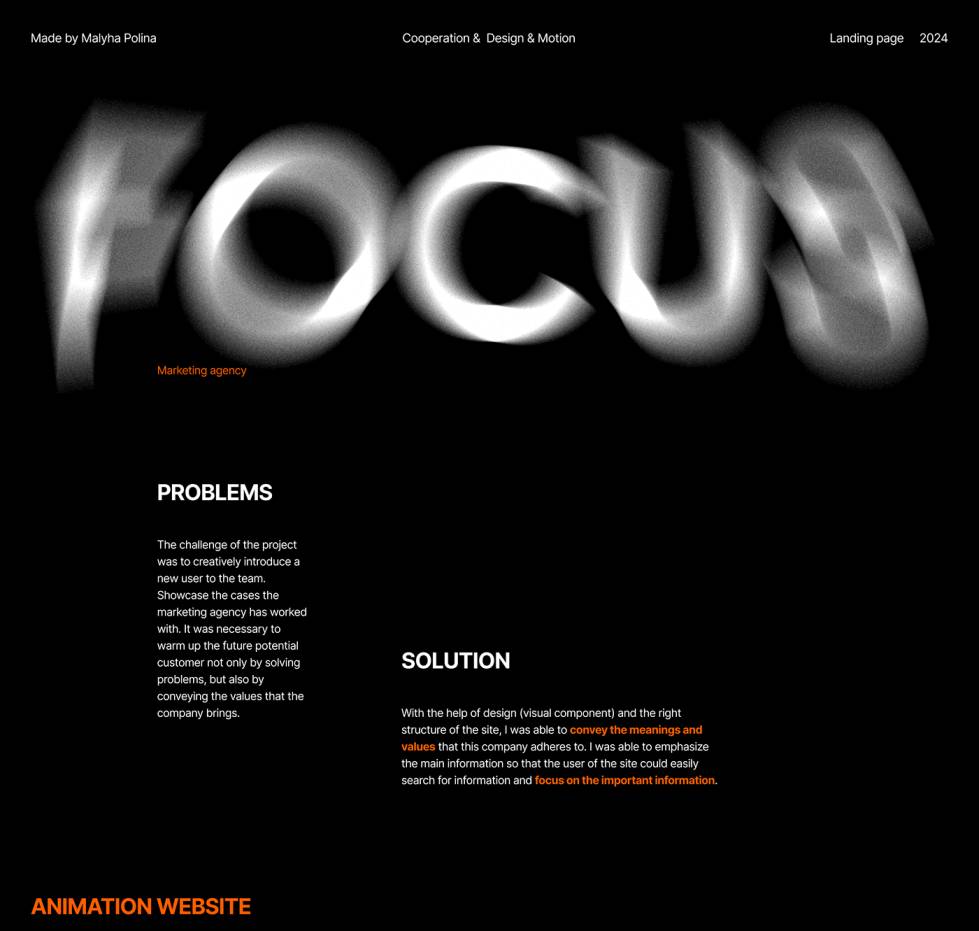 Made by Malyha Polina
Cooperation &  Design & Motion
Landing page 2024
FOCUS
Marketing agency
PROBLEMS
The challenge of the project
was to creatively introduce a
new user to the team.
Showcase the cases the
marketing agency has worked
with. It was necessary to
warm up the future potential
customer not only by solving
problems, but also by
conveying the values that the
company brings.
SOLUTION
With the help of design (visual component) and the right
structure of the site, I was able to convey the meanings and
values that this company adheres to. I was able to emphasize
the main information so that the user of the site could easily
search for information and focus on the important information.
ANIMATION WEBSITE